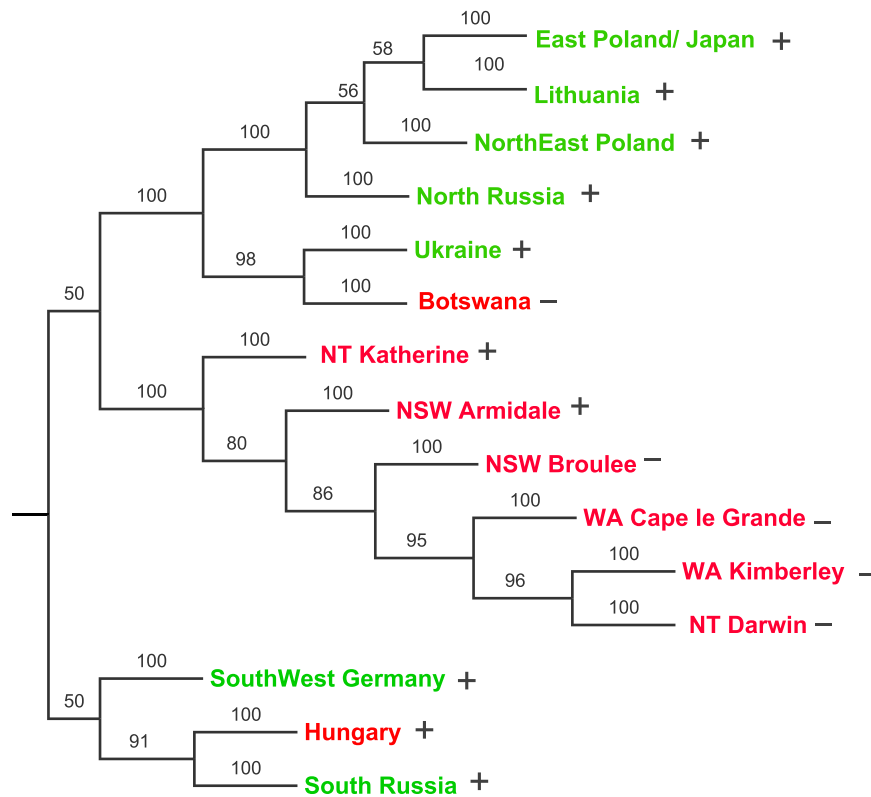 100
East Poland/ Japan +
58
100
Lithuania +
56
100
NorthEast Poland +
100
100
North Russia +
100
100
Ukraine +
98
100
Botswana –
50
100
NT Katherine +
100
100
NSW Armidale +
80
100
NSW Broulee –
86
100
WA Cape le Grande –
95
100
WA Kimberley –
96
100
NT Darwin –
100
SouthWest Germany +
50
100
Hungary +
91
100
South Russia +